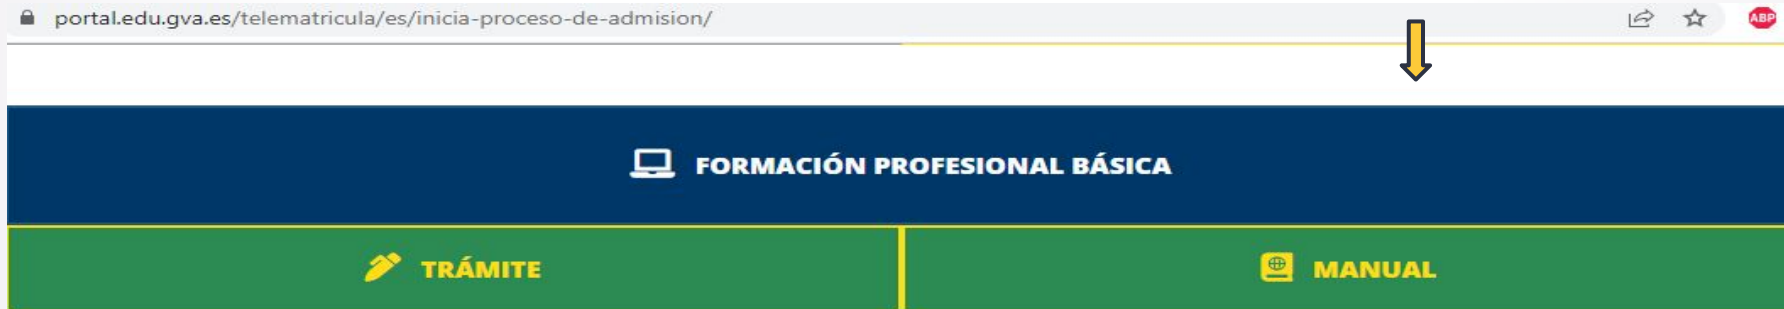 portal.edu.gva.es/telematricula/es/inicia-proceso-de-admision/
ABP
FORMACIÓN PROFESIONAL BÁSICA
TRÁMITE
MANUAL